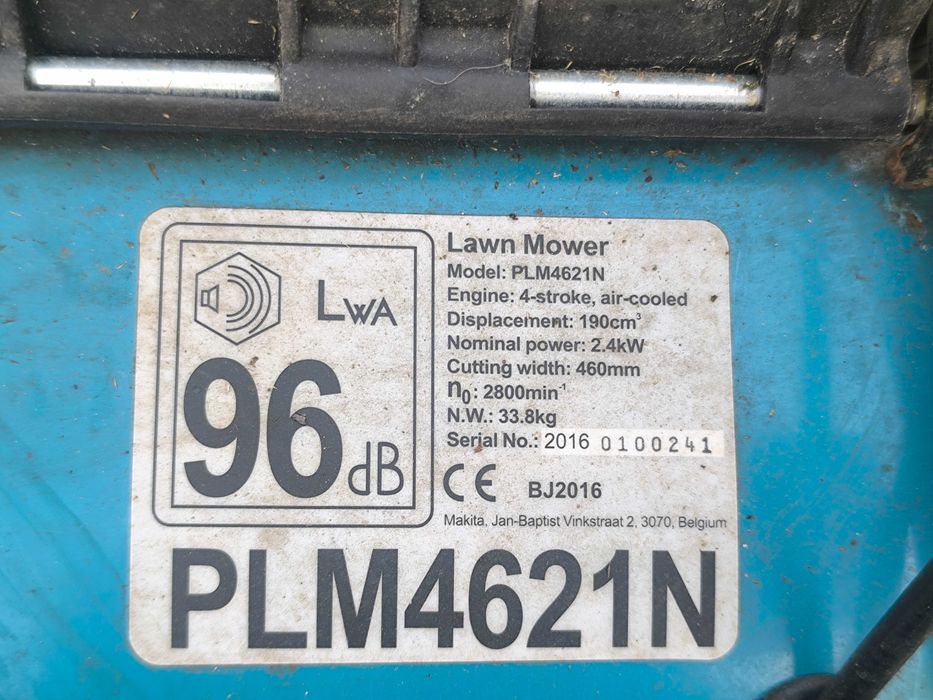 LWA
96 dB
Lawn Mower
Model: PLM4621N
Engine: 4-stroke, air-cooled
Displacement: 190cm³
Nominal power: 2.4kW
Cutting width: 460mm
n₀: 2800min⁻¹
N.W.: 33.8kg
Serial No.: 2016 0100241
CE BJ2016
Makita, Jan-Baptist Vinkstraat 2, 3070, Belgium
PLM4621N